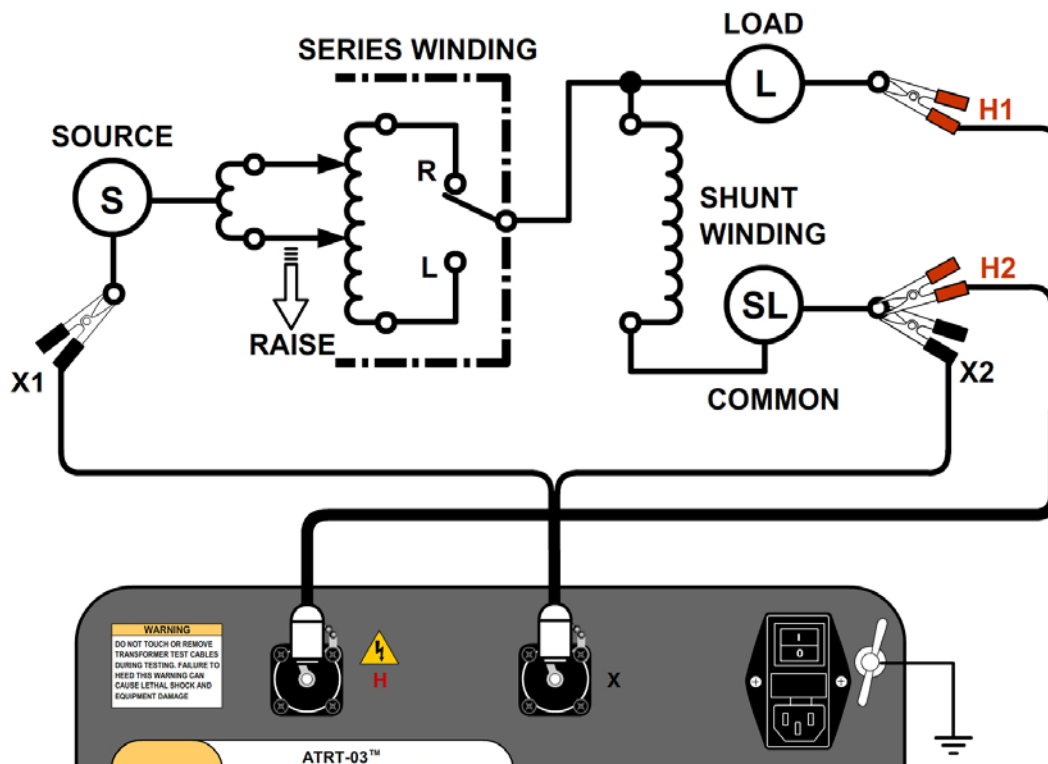 LOAD
SERIES WINDING
L
H1
SOURCE
S
R
SHUNT
WINDING
L
H2
SL
RAISE
X1
X2
COMMON
WARNING
DO NOT TOUCH OR REMOVE
TRANSFORMER TEST CABLES
DURING TESTING. FAILURE TO
HEED THIS WARNING CAN
CAUSE LETHAL SHOCK AND
EQUIPMENT DAMAGE
H
X
I
O
ATRT-03™